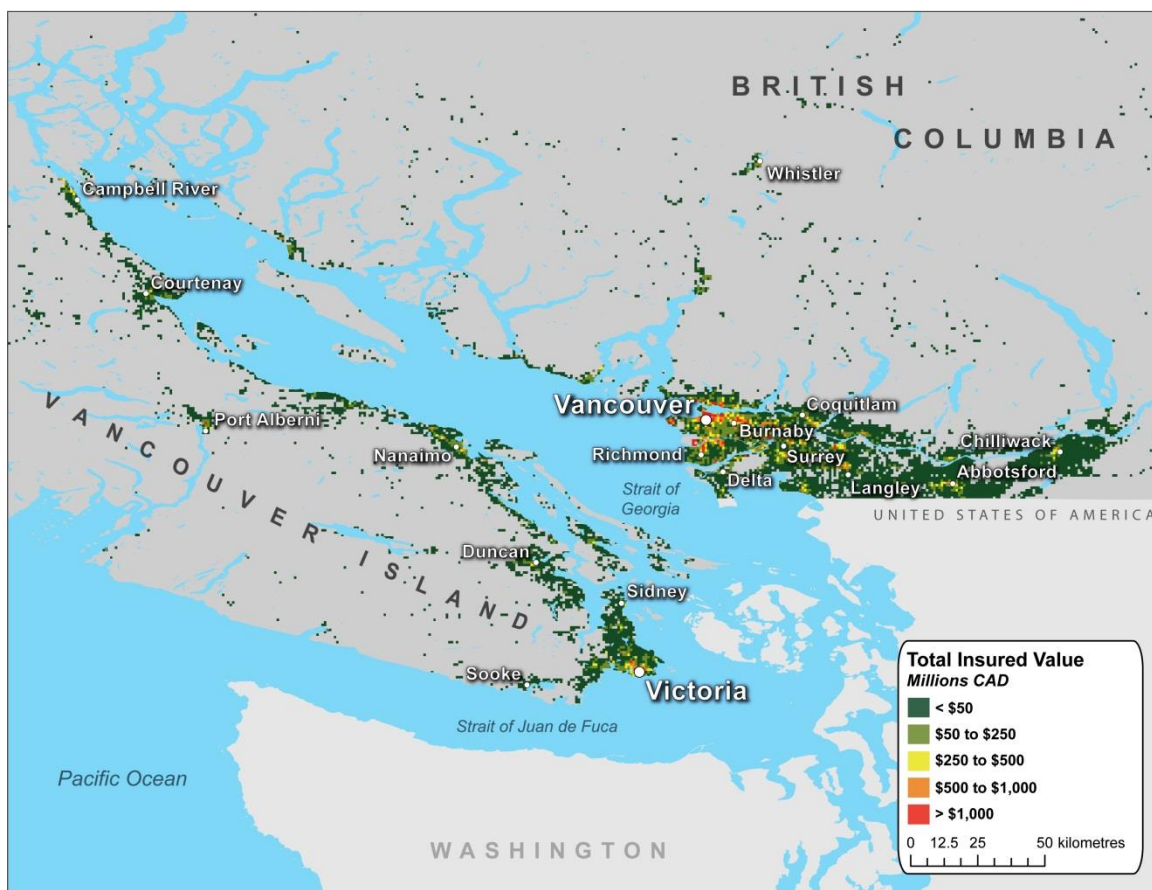 BRITISH
COLUMBIA
Whistler
Campbell River
Courtenay
VANCOUVER ISLAND
Port Alberni
Nanaimo
Vancouver
Coquitlam
Burnaby
Chilliwack
Richmond
Surrey
Abbotsford
Delta
Langley
Strait of
Georgia
UNITED STATES OF AMERICA
Duncan
Sidney
Sooke
Victoria
Strait of Juan de Fuca
Pacific Ocean
WASHINGTON
Total Insured Value
Millions CAD
< $50
$50 to $250
$250 to $500
$500 to $1,000
> $1,000
0 12.5 25 50 kilometres